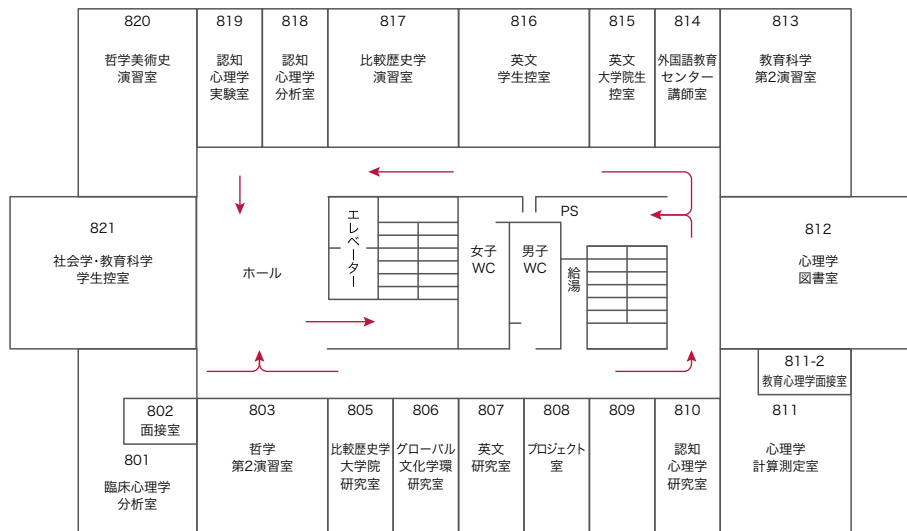 820
哲学美術史
演習室
819
認知
心理学
実験室
818
認知
心理学
分析室
817
比較歴史学
演習室
816
英文
学生控室
815
英文
大学院生
控室
814
外国語教育
センター
講師室
813
教育科学
第2演習室
821
社会学・教育科学
学生控室
ホール
エレベーター
女子
WC
男子
WC
PS
給湯
812
心理学
図書室
811-2
教育心理学面接室
802
面接室
801
臨床心理学
分析室
803
哲学
第2演習室
805
比較歴史学
大学院
研究室
806
グローバル
文化学環
研究室
807
英文
研究室
808
プロジェクト
室
809
810
認知
心理学
研究室
811
心理学
計算測定室